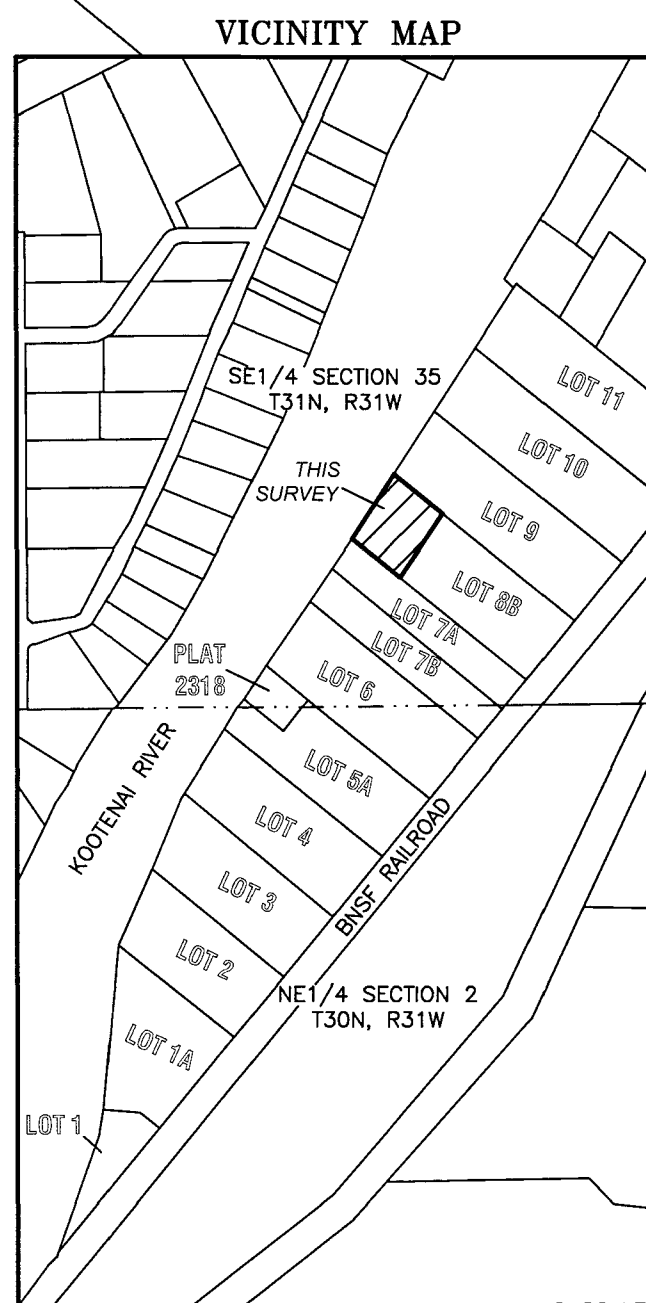 VICINITY MAP
SE1/4 SECTION 35
T31N, R31W
LOT 11
LOT 10
THIS
SURVEY
LOT 9
LOT 8B
LOT 7A
LOT 7B
PLAT
2318
LOT 6
KOOTENAI RIVER
LOT 5A
LOT 4
BNSF RAILROAD
LOT 3
LOT 2
NE1/4 SECTION 2
T30N, R31W
LOT 1A
LOT 1